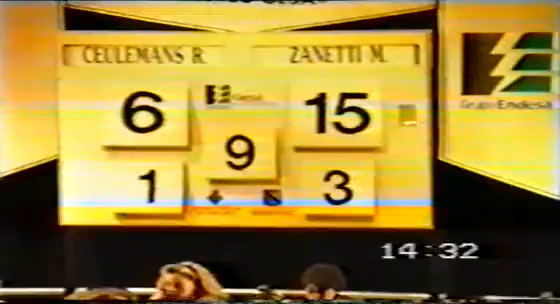 CEULEMANS R. ZANETTI M.
6 15
9
1 3
Grupo Endesa
14:32